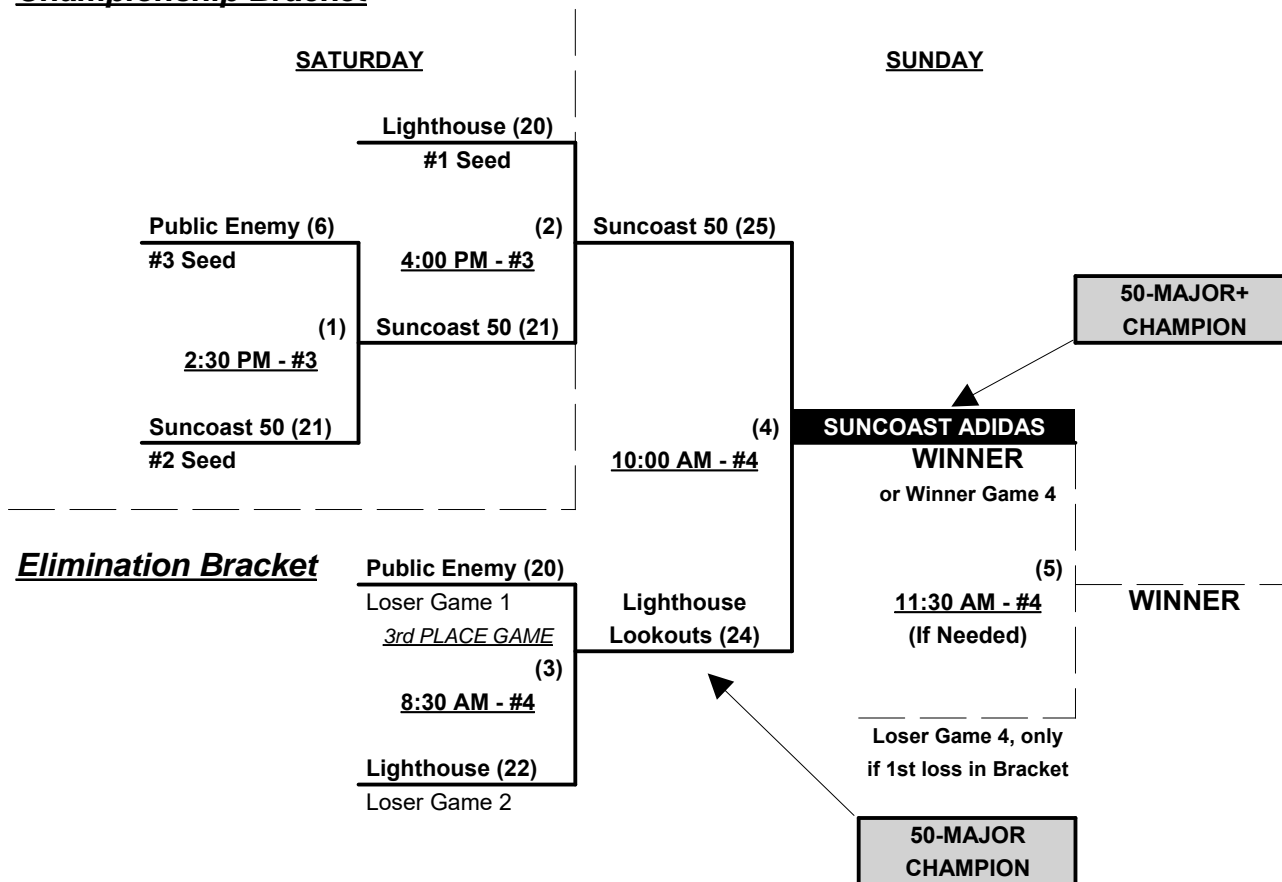 Championship Bracket
SATURDAY
SUNDAY
Lighthouse (20)
#1 Seed
Public Enemy (6)
(2)
Suncoast 50 (25)
#3 Seed
4:00 PM - #3
50-MAJOR+
CHAMPION
(1)
Suncoast 50 (21)
2:30 PM - #3
Suncoast 50 (21)
(4)
SUNCOAST ADIDAS
#2 Seed
10:00 AM - #4
WINNER
or Winner Game 4
Elimination Bracket
Public Enemy (20)
(5)
Loser Game 1
Lighthouse
Lookouts (24)
11:30 AM - #4
WINNER
3rd PLACE GAME
(If Needed)
(3)
8:30 AM - #4
Loser Game 4, only
if 1st loss in Bracket
Lighthouse (22)
Loser Game 2
50-MAJOR
CHAMPION